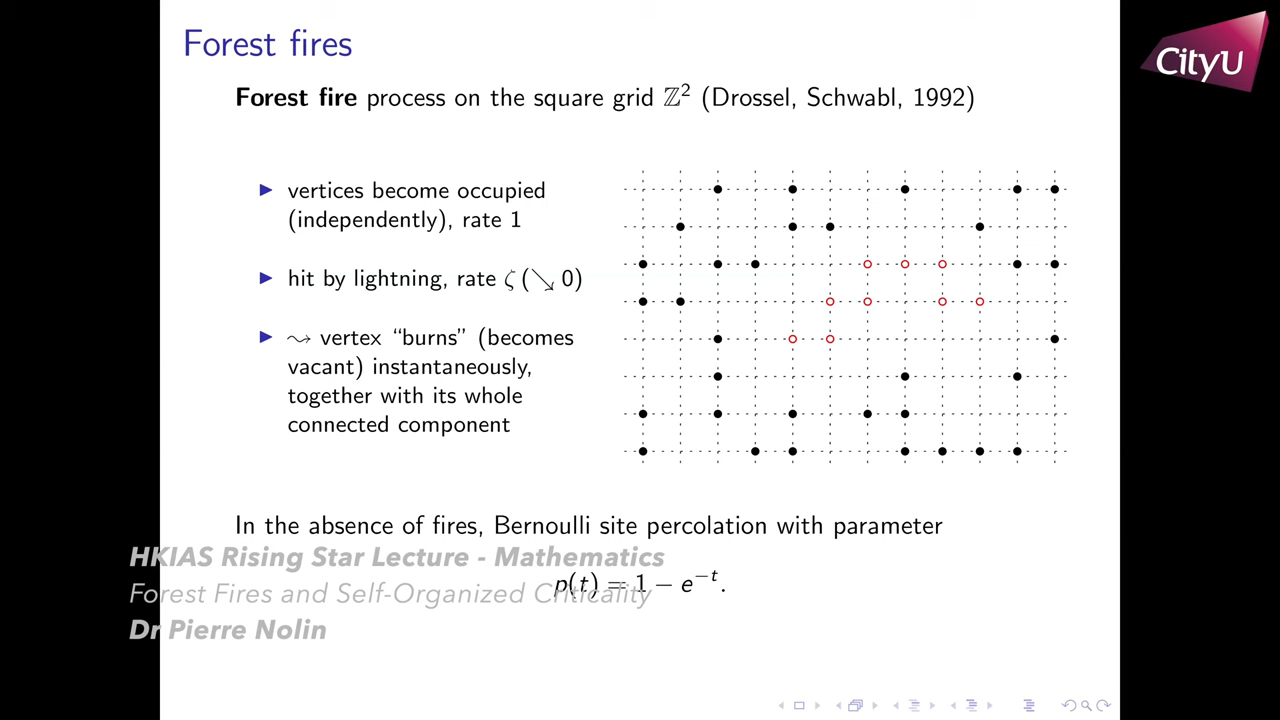 Forest fires
CityU
Forest fire process on the square grid ℤ² (Drossel, Schwabl, 1992)
▶ vertices become occupied
(independently), rate 1
▶ hit by lightning, rate ζ (↘ 0)
▶ ⇝ vertex “burns” (becomes
vacant) instantaneously,
together with its whole
connected component
In the absence of fires, Bernoulli site percolation with parameter
p(t) = 1 − e⁻ᵗ.
HKIAS Rising Star Lecture - Mathematics
Forest Fires and Self-Organized Criticality
Dr Pierre Nolin